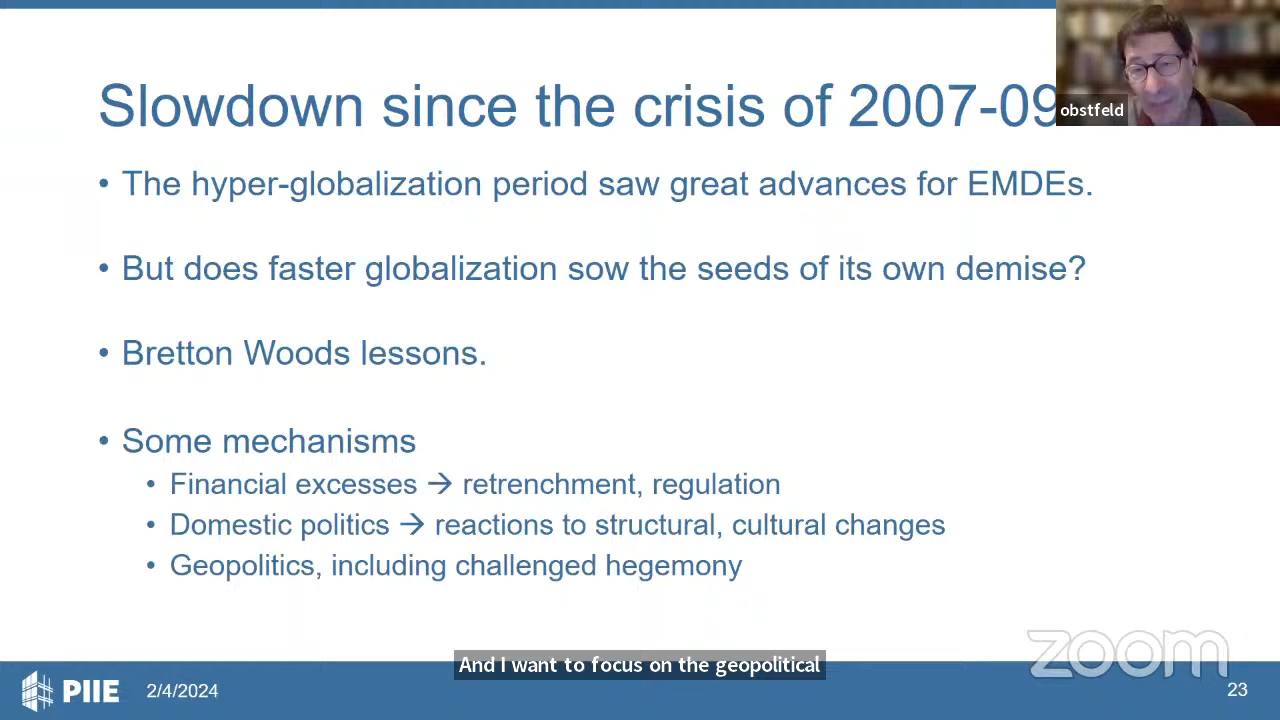 Slowdown since the crisis of 2007-09
obstfeld
• The hyper-globalization period saw great advances for EMDEs.
• But does faster globalization sow the seeds of its own demise?
• Bretton Woods lessons.
• Some mechanisms
• Financial excesses → retrenchment, regulation
• Domestic politics → reactions to structural, cultural changes
• Geopolitics, including challenged hegemony
zoom
And I want to focus on the geopolitical
PIIE 2/4/2024
23